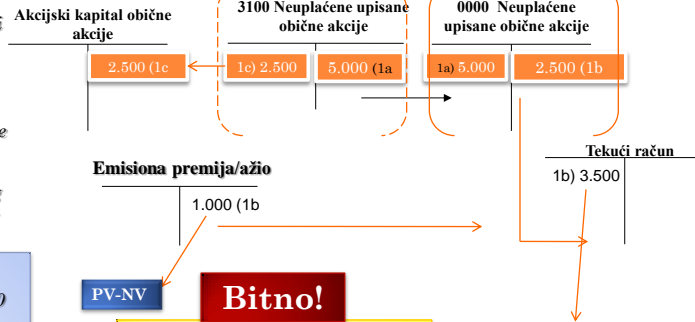 Akcijski kapital obične
akcije
3100 Neuplaćene upisane
obične akcije
0000 Neuplaćene
upisane obične akcije
2.500 (1c
1c) 2.500
5.000 (1a
1a) 5.000
2.500 (1b
Emisiona premija/ažio
1.000 (1b
Tekući račun
1b) 3.500
PV-NV
Bitno!